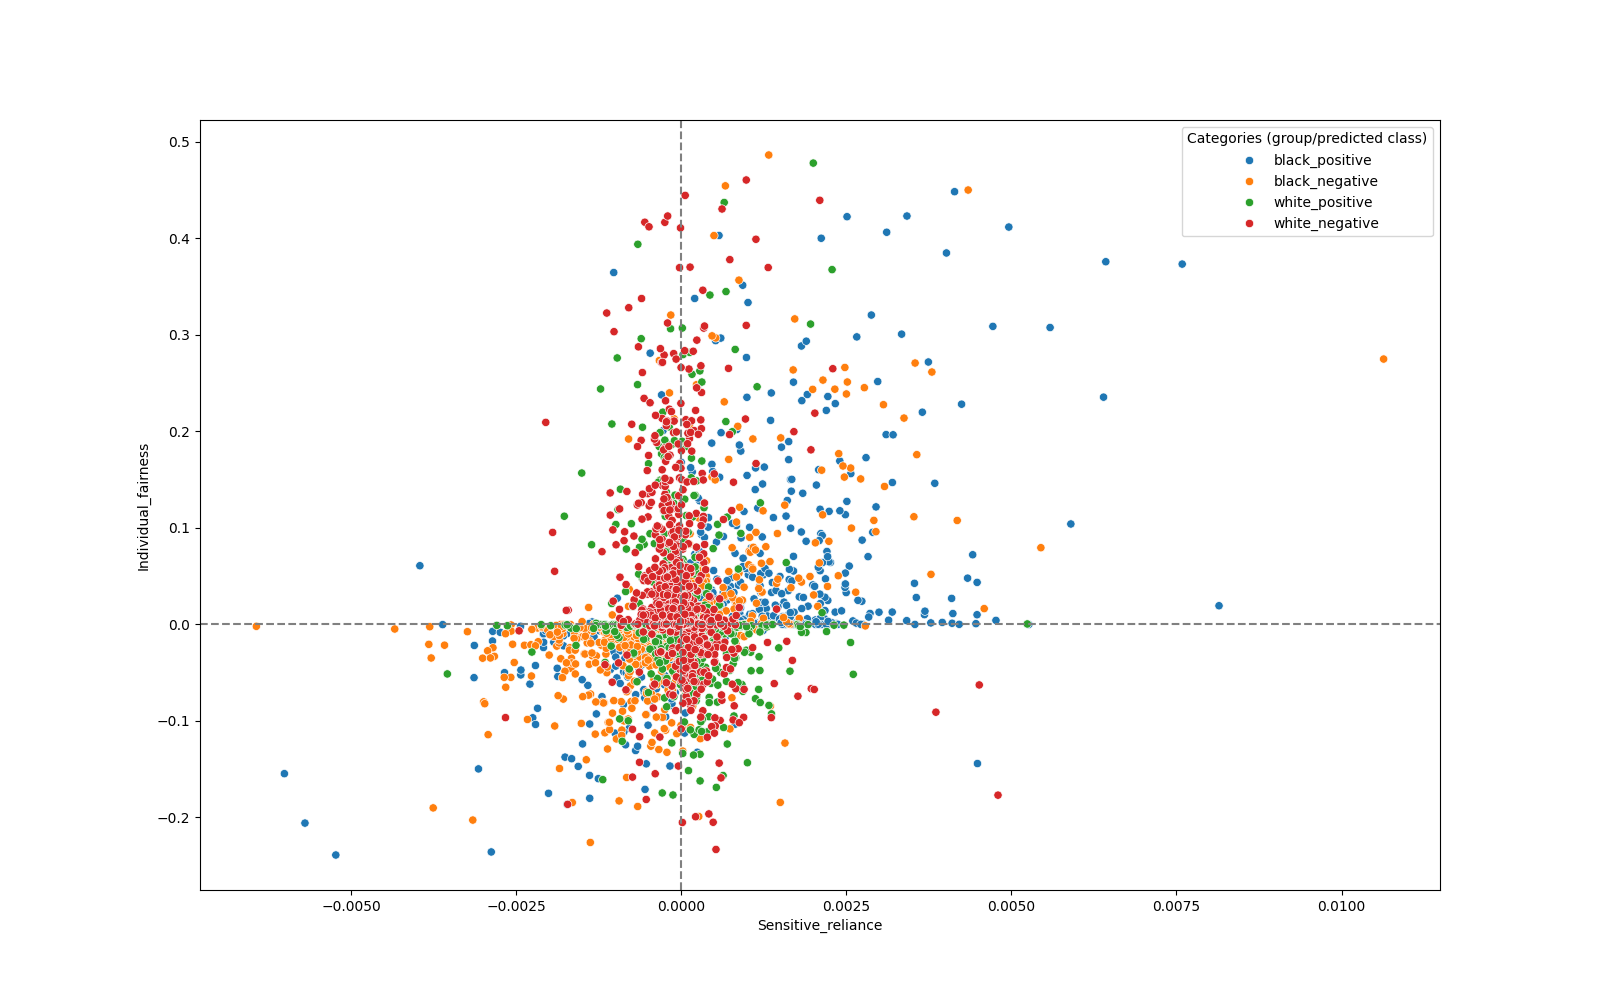 Categories (group/predicted class)
black_positive
black_negative
white_positive
white_negative
0.5
0.4
0.3
0.2
0.1
0.0
−0.1
−0.2
Individual_fairness
−0.0050
−0.0025
0.0000
0.0025
0.0050
0.0075
0.0100
Sensitive_reliance